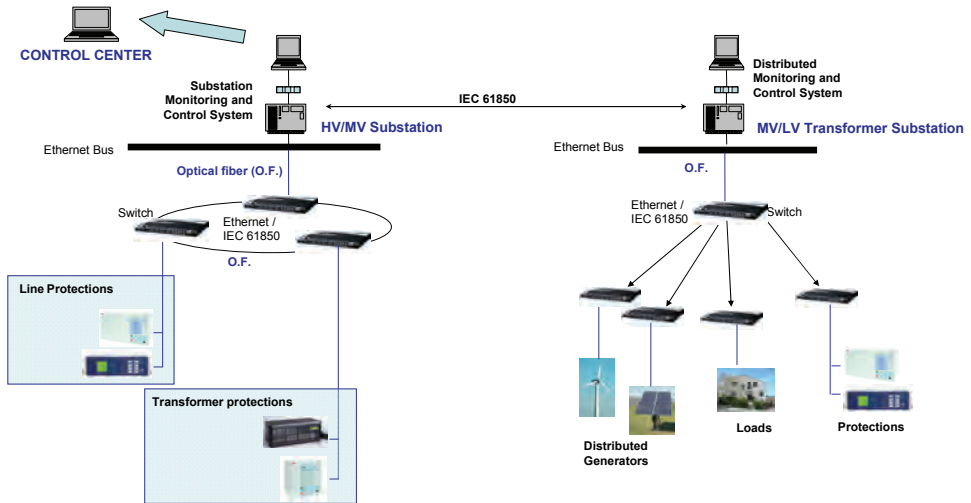 CONTROL CENTER
Substation
Monitoring and
Control System
HV/MV Substation
Ethernet Bus
Optical fiber (O.F.)
Switch
Ethernet /
IEC 61850
O.F.
Line Protections
Transformer protections
IEC 61850
Distributed
Monitoring and
Control System
MV/LV Transformer Substation
Ethernet Bus
O.F.
Ethernet /
IEC 61850
Switch
Distributed
Generators
Loads
Protections